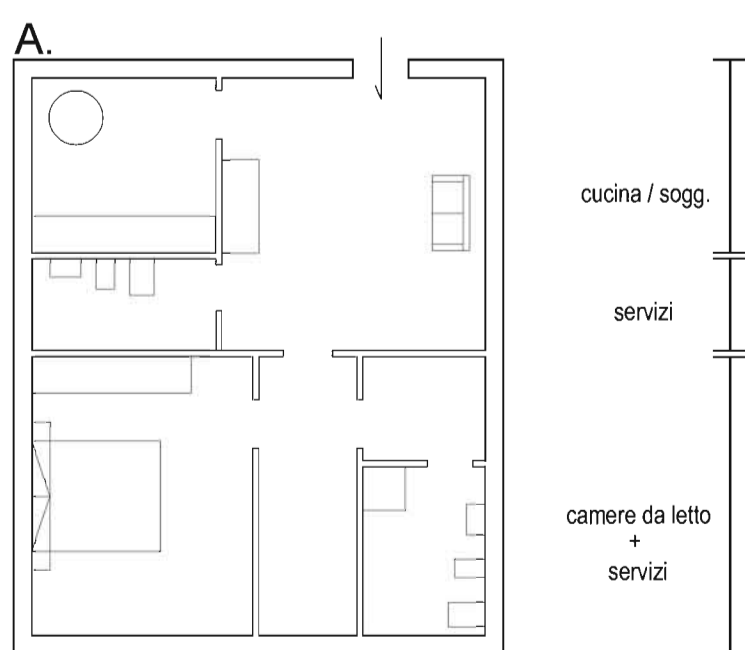 A.
cucina / sogg.
servizi
camere da letto
+
servizi